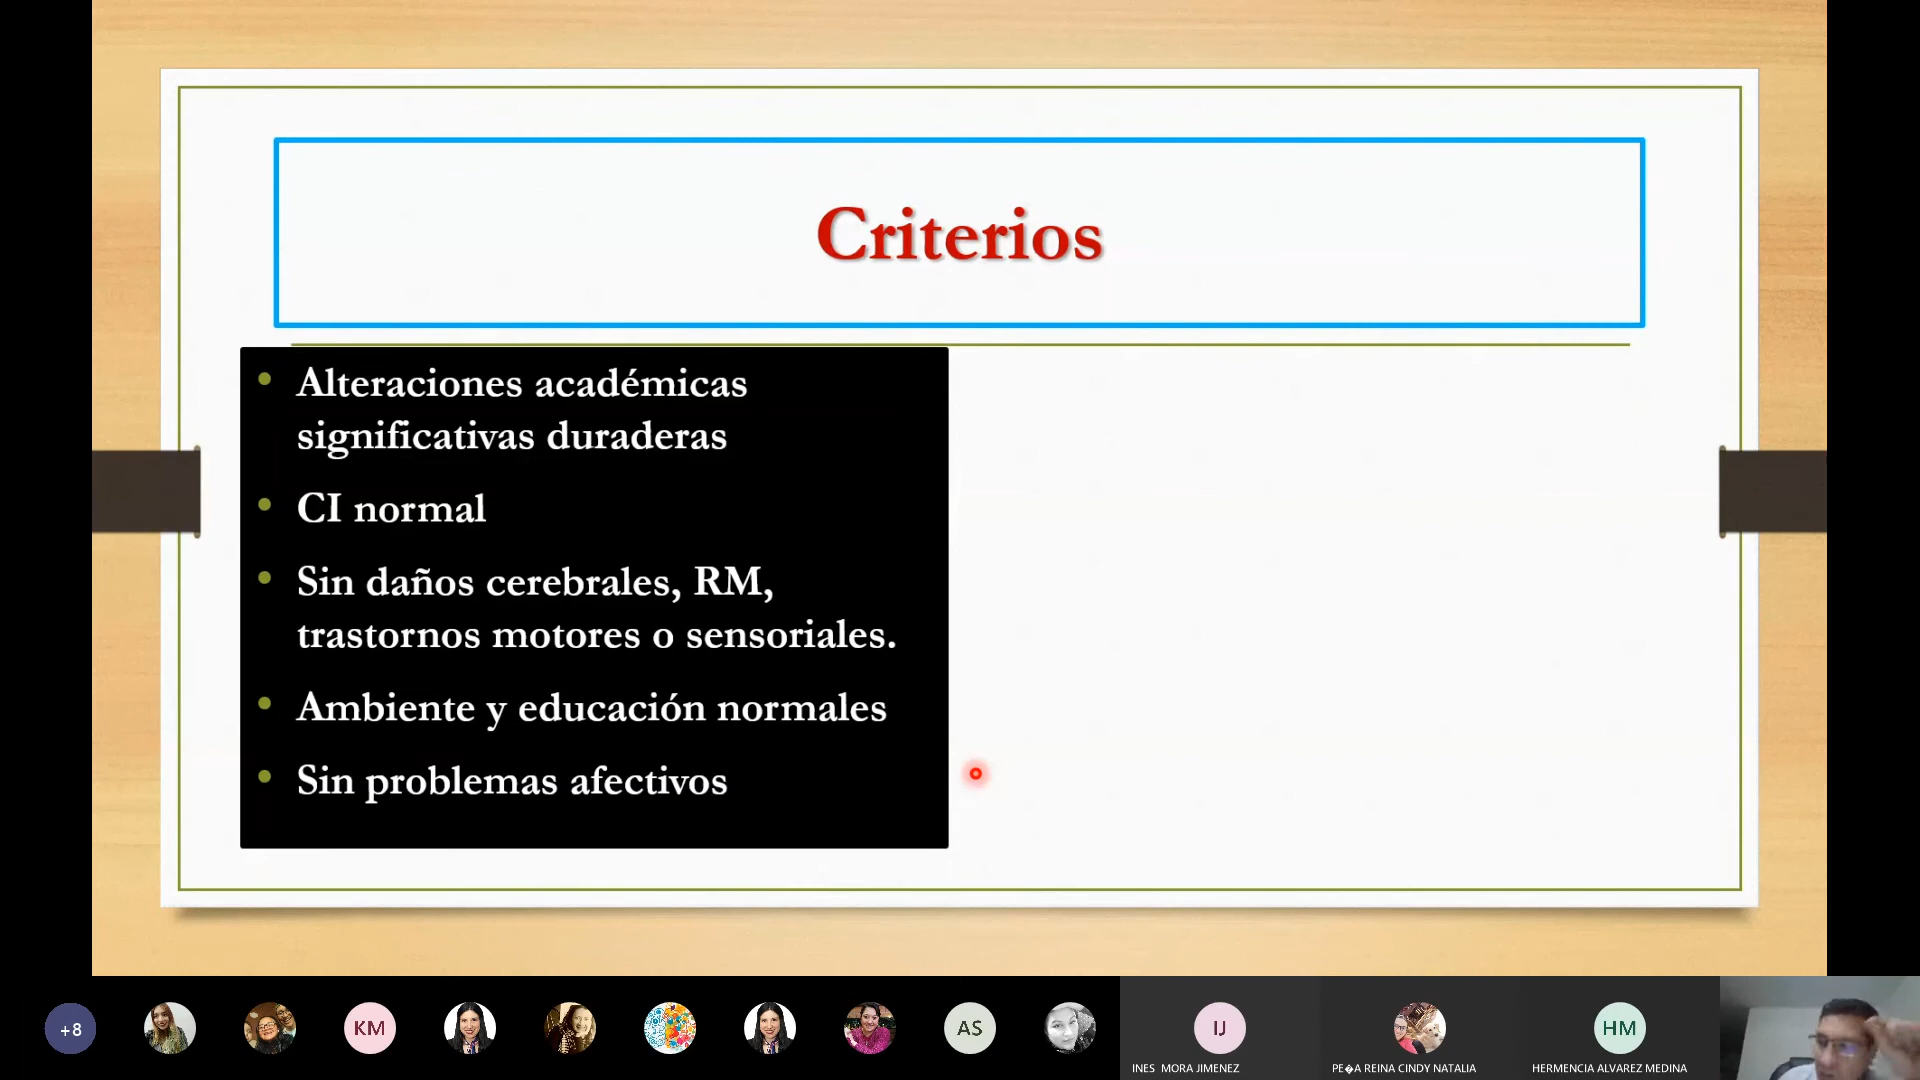 Criterios
• Alteraciones académicas
significativas duraderas
• CI normal
• Sin daños cerebrales, RM,
trastornos motores o sensoriales.
• Ambiente y educación normales
• Sin problemas afectivos
+8
KM
AS
IJ
HM
INES MORA JIMENEZ
PE�A REINA CINDY NATALIA
HERMENCIA ALVAREZ MEDINA